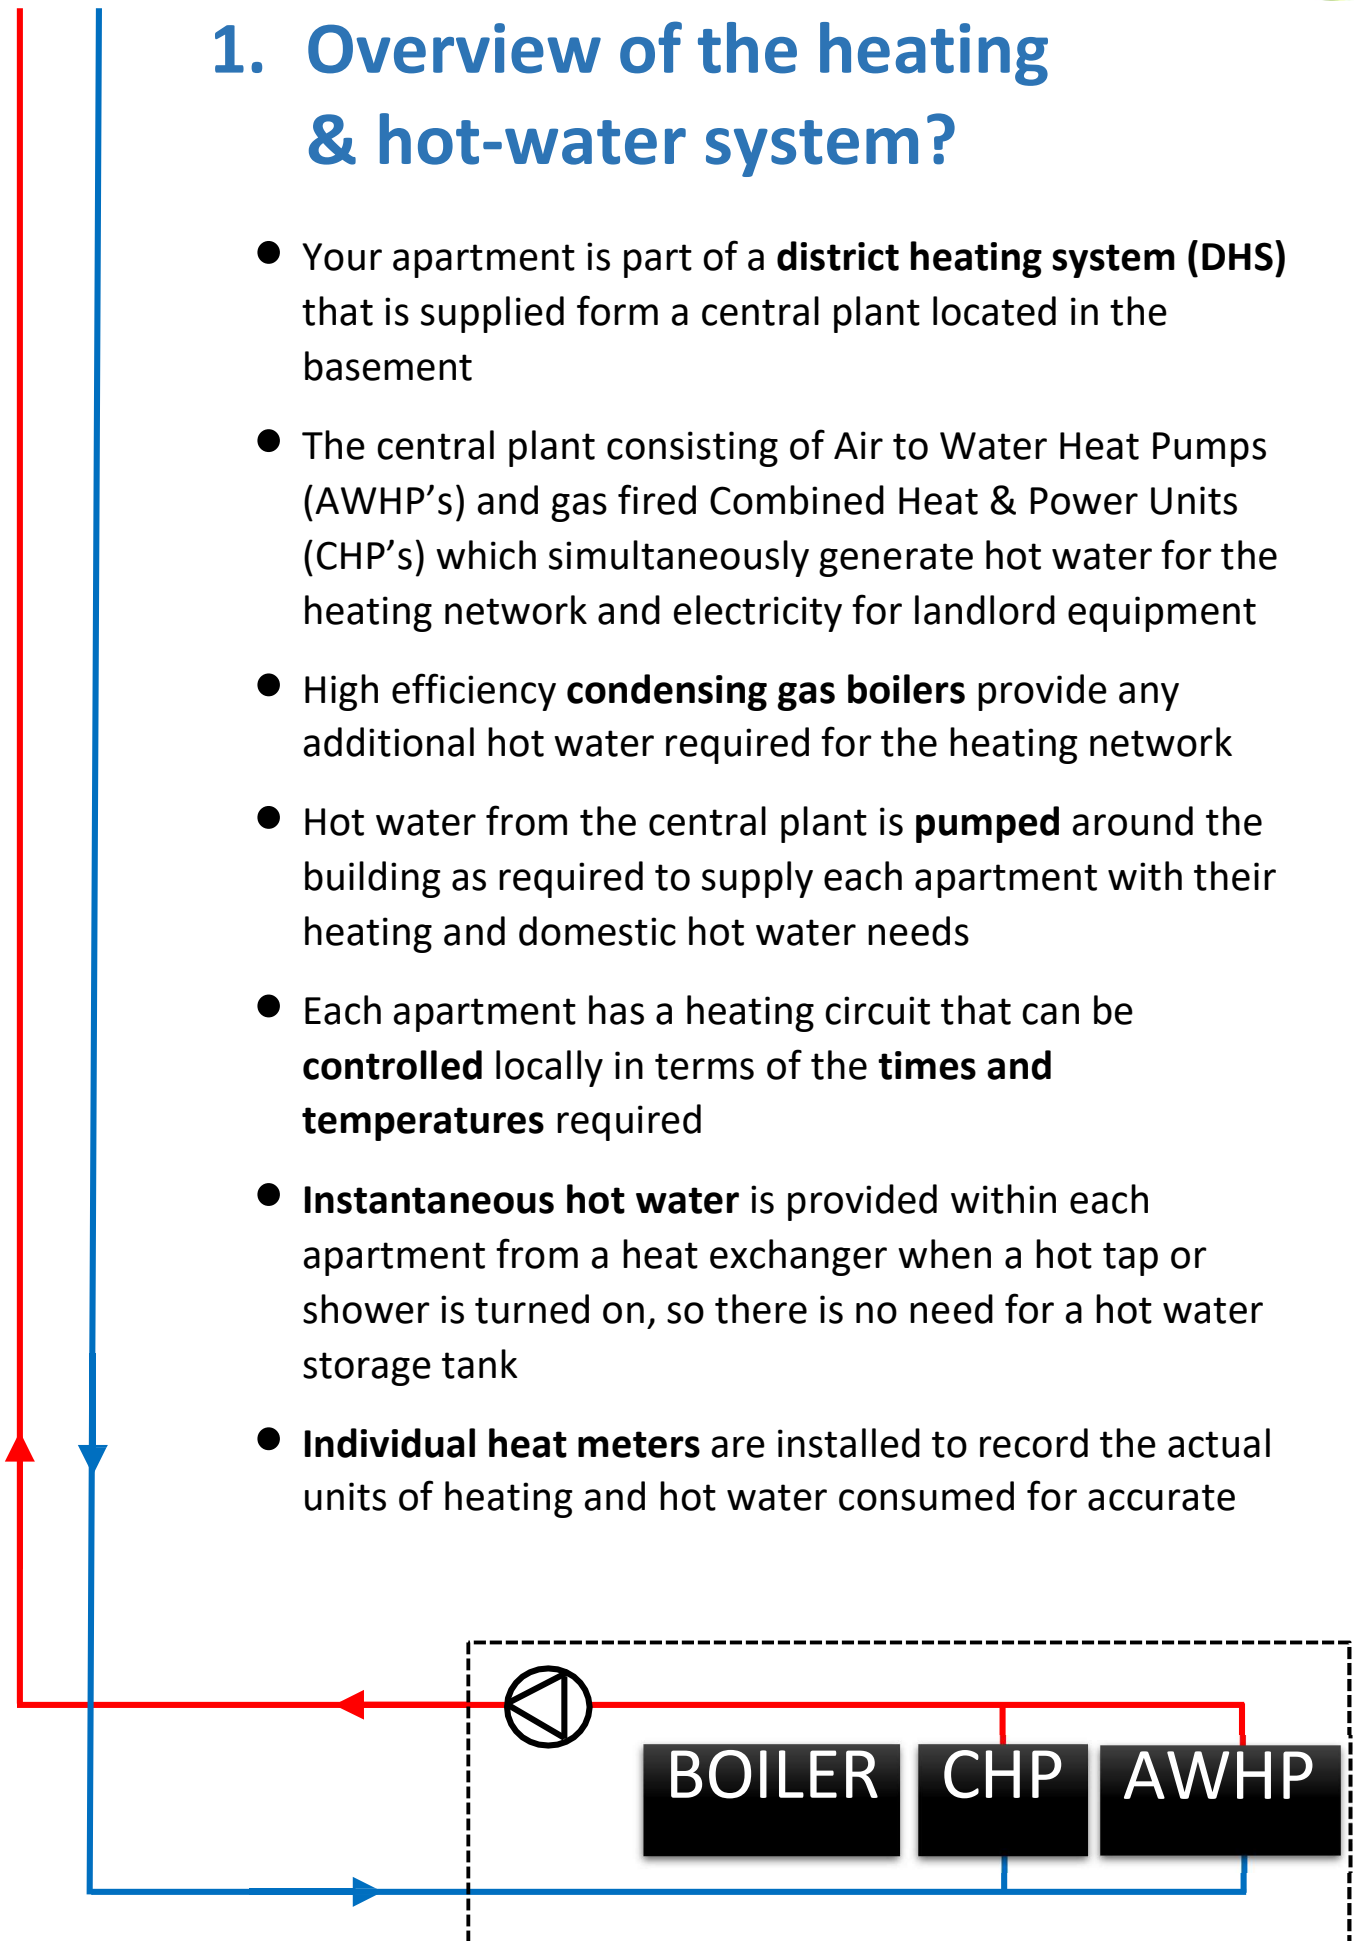 1. Overview of the heating
& hot-water system?
● Your apartment is part of a district heating system (DHS)
that is supplied form a central plant located in the
basement
● The central plant consisting of Air to Water Heat Pumps
(AWHP’s) and gas fired Combined Heat & Power Units
(CHP’s) which simultaneously generate hot water for the
heating network and electricity for landlord equipment
● High efficiency condensing gas boilers provide any
additional hot water required for the heating network
● Hot water from the central plant is pumped around the
building as required to supply each apartment with their
heating and domestic hot water needs
● Each apartment has a heating circuit that can be
controlled locally in terms of the times and
temperatures required
● Instantaneous hot water is provided within each
apartment from a heat exchanger when a hot tap or
shower is turned on, so there is no need for a hot water
storage tank
● Individual heat meters are installed to record the actual
units of heating and hot water consumed for accurate
BOILER CHP AWHP